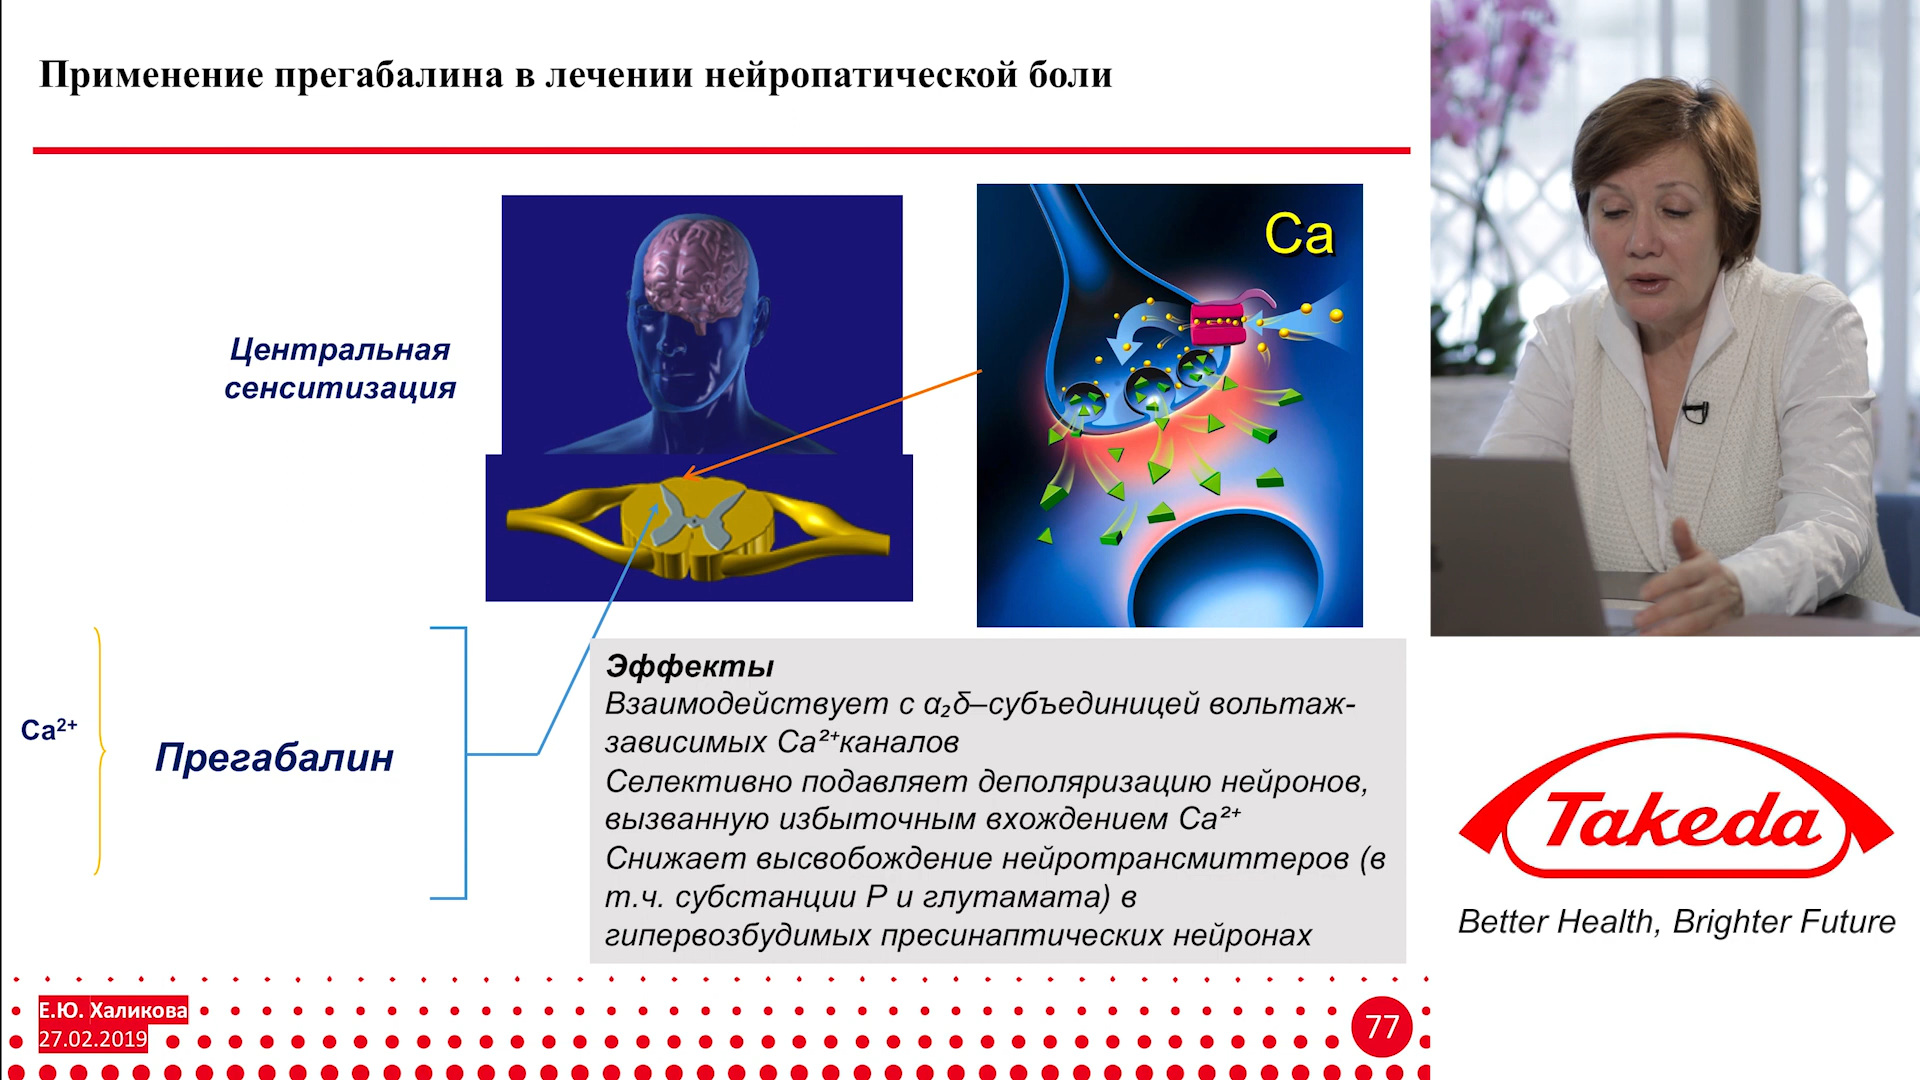 Применение прегабалина в лечении нейропатической боли
Ca
Центральная
сенситизация
Ca²⁺
Прегабалин
Эффекты
Взаимодействует с α₂δ–субъединицей вольтаж-
зависимых Ca²⁺каналов
Селективно подавляет деполяризацию нейронов,
вызванную избыточным вхождением Ca²⁺
Снижает высвобождение нейротрансмиттеров (в
т.ч. субстанции Р и глутамата) в
гипервозбудимых пресинаптических нейронах
Takeda
Better Health, Brighter Future
Е.Ю. Халикова
27.02.2019
77